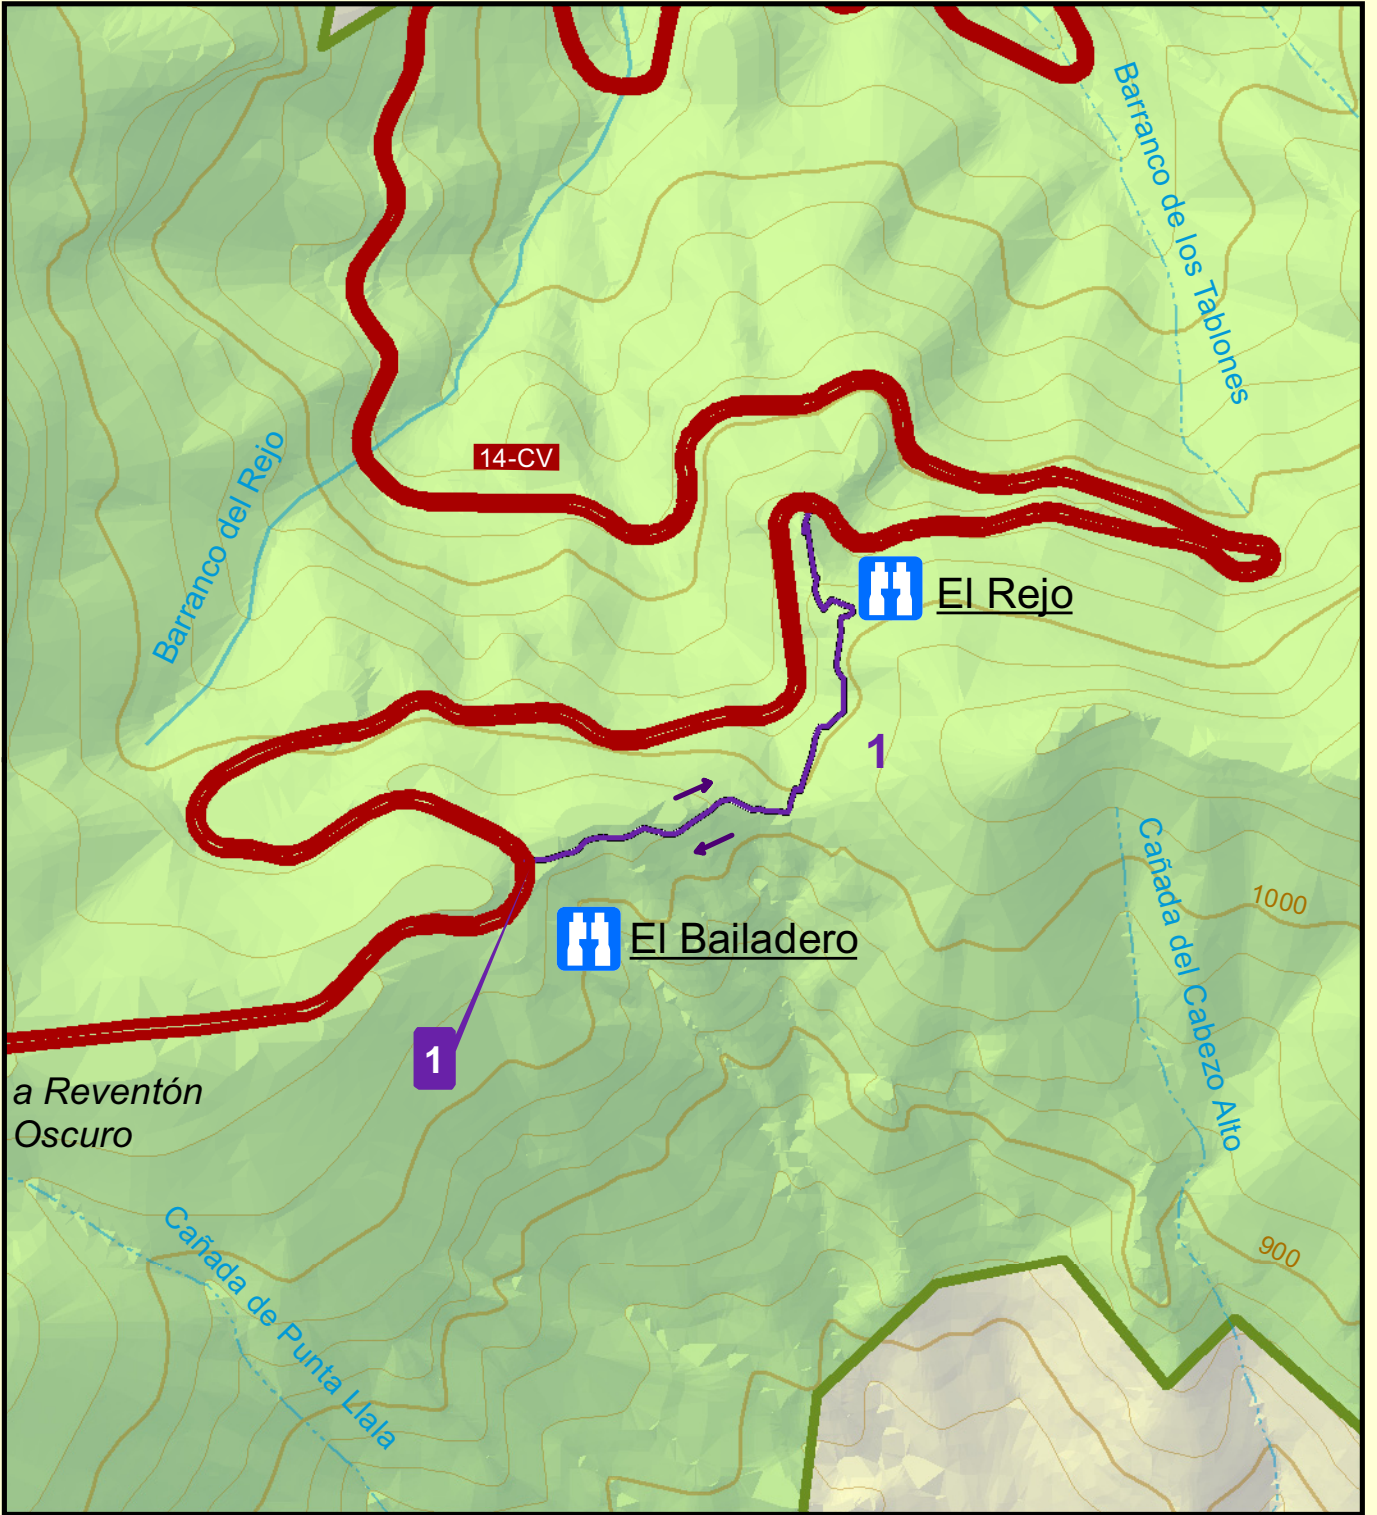 Barranco de los Tablones
14-CV
Barranco del Rejo
El Rejo
1
Cañada del Cabezo Alto
1000
El Bailadero
1
a Reventón
Oscuro
Cañada de Punta Llala
900